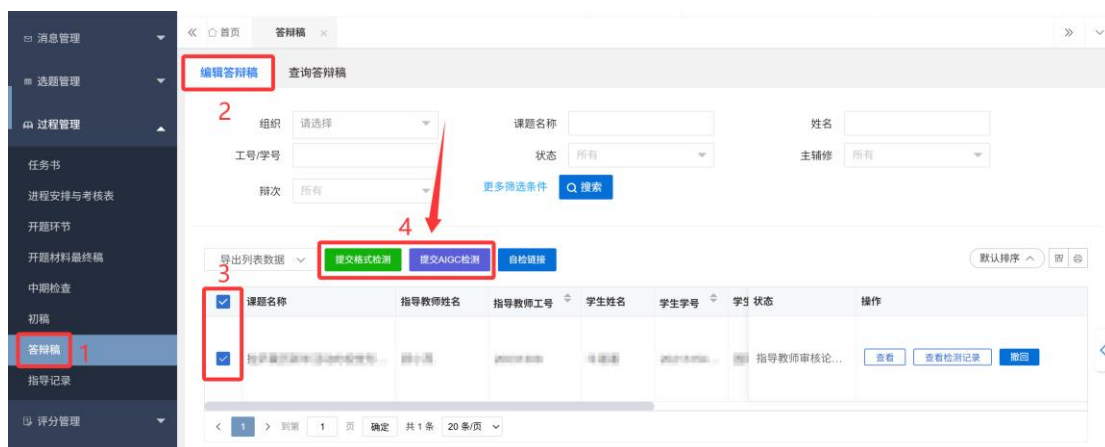 消息管理
选题管理
过程管理
任务书
进程安排与考核表
开题环节
开题材料最终稿
中期检查
初稿
答辩稿 1
指导记录
评分管理
首页 答辩稿 ×
编辑答辩稿 查询答辩稿
2
组织 请选择 课题名称 姓名
工号/学号 状态 所有 主辅修 所有
辩次 所有 更多筛选条件 搜索
4
导出列表数据 提交格式检测 提交AIGC检测 自检链接 默认排序
3
课题名称 指导教师姓名 指导教师工号 学生姓名 学生学号 状态 操作
指导教师审核论... 查看 查看检测记录 撤回
1 到第 1 页 确定 共 1 条 20 条/页